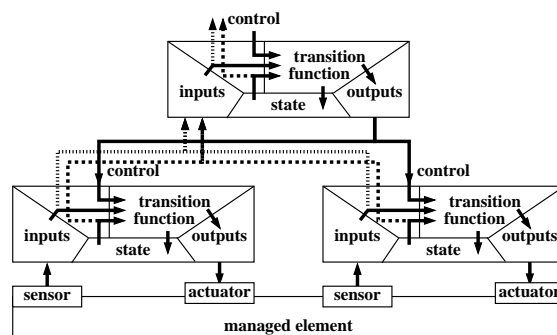 control
transition
function
inputs
outputs
state
control
control
transition
function
inputs
outputs
state
transition
function
inputs
outputs
state
sensor
actuator
sensor
actuator
managed element